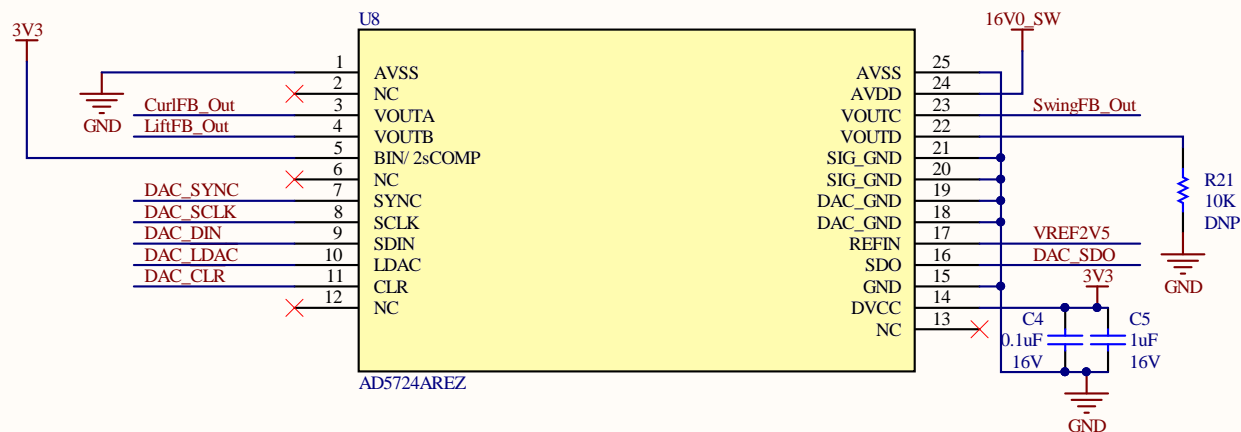 U8
3V3
16V0_SW
1 AVSS
2 NC
CurlFB_Out 3 VOUTA
LiftFB_Out 4 VOUTB
5 BIN/ 2sCOMP
6 NC
DAC_SYNC 7 SYNC
DAC_SCLK 8 SCLK
DAC_DIN 9 SDIN
DAC_LDAC 10 LDAC
DAC_CLR 11 CLR
12 NC
GND
AVSS 25
AVDD 24
VOUTC 23 SwingFB_Out
VOUTD 22
SIG_GND 21
SIG_GND 20
DAC_GND 19
DAC_GND 18
REFIN 17 VREF2V5
SDO 16 DAC_SDO
GND 15
DVCC 14
NC 13
R21
10K
DNP
GND
3V3
C4
0.1uF
16V
C5
1uF
16V
GND
AD5724AREZ